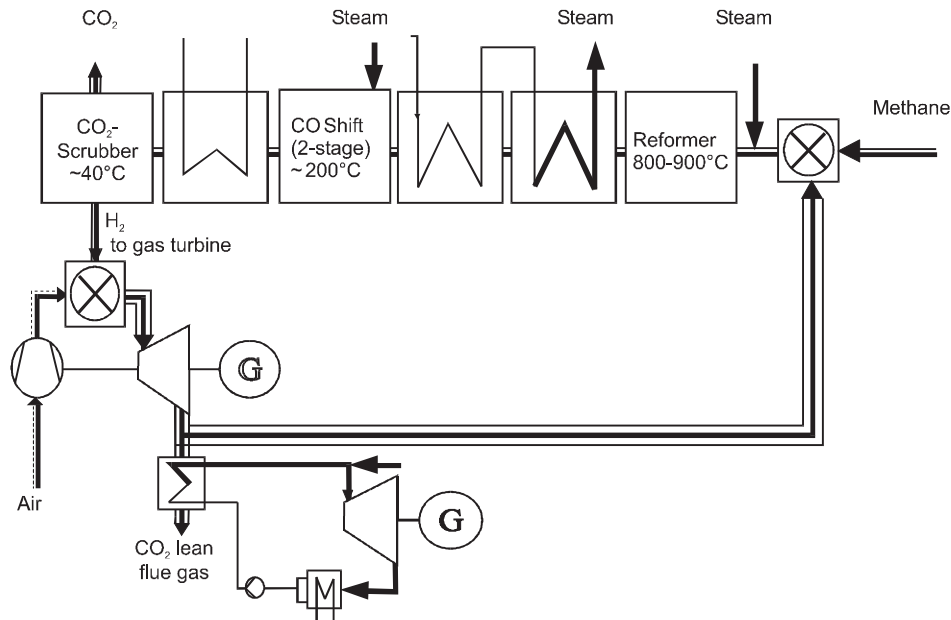 CO₂
Steam
Steam
Steam
Methane
CO₂-
Scrubber
~40°C
CO Shift
(2-stage)
~200°C
Reformer
800-900°C
H₂
to gas turbine
G
Air
G
CO₂ lean
flue gas